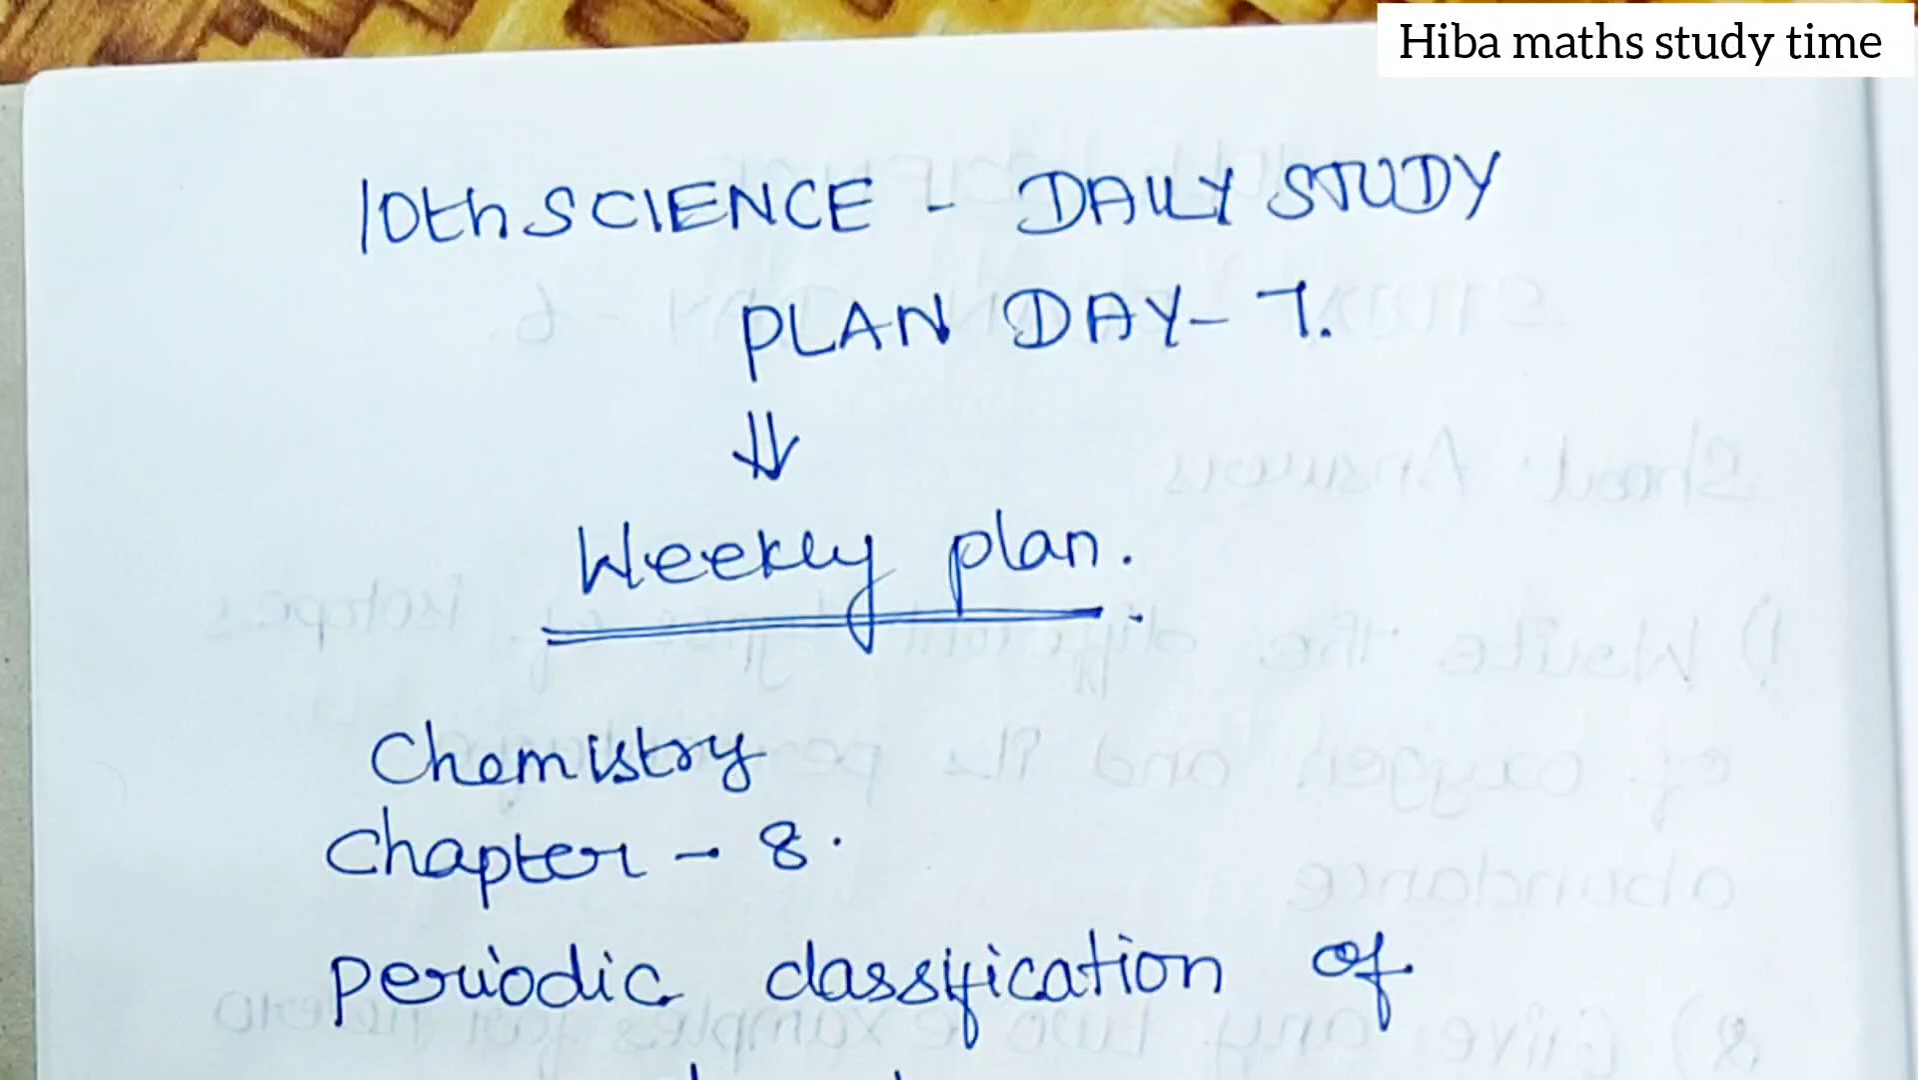 Hiba maths study time
10th SCIENCE - DAILY STUDY
PLAN DAY - 7.
Weekly plan.
Chemistry
Chapter - 8.
periodic classification of